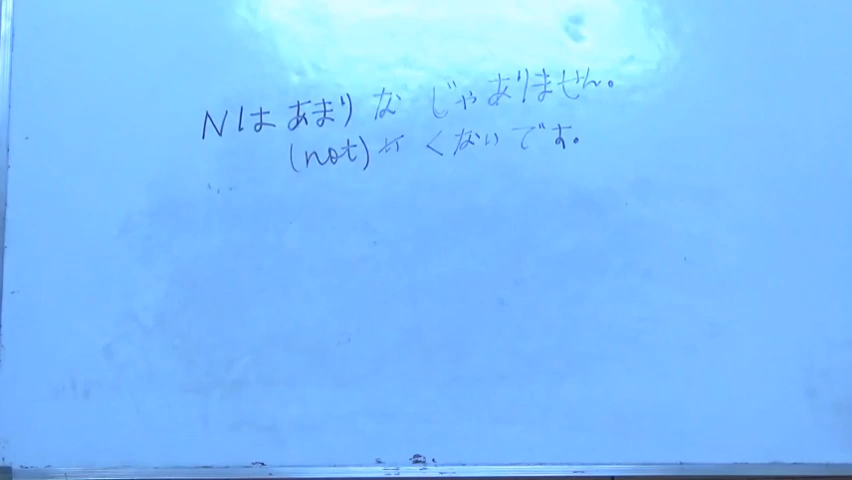 Nは あまり な じゃありません。
(not) い くないです。